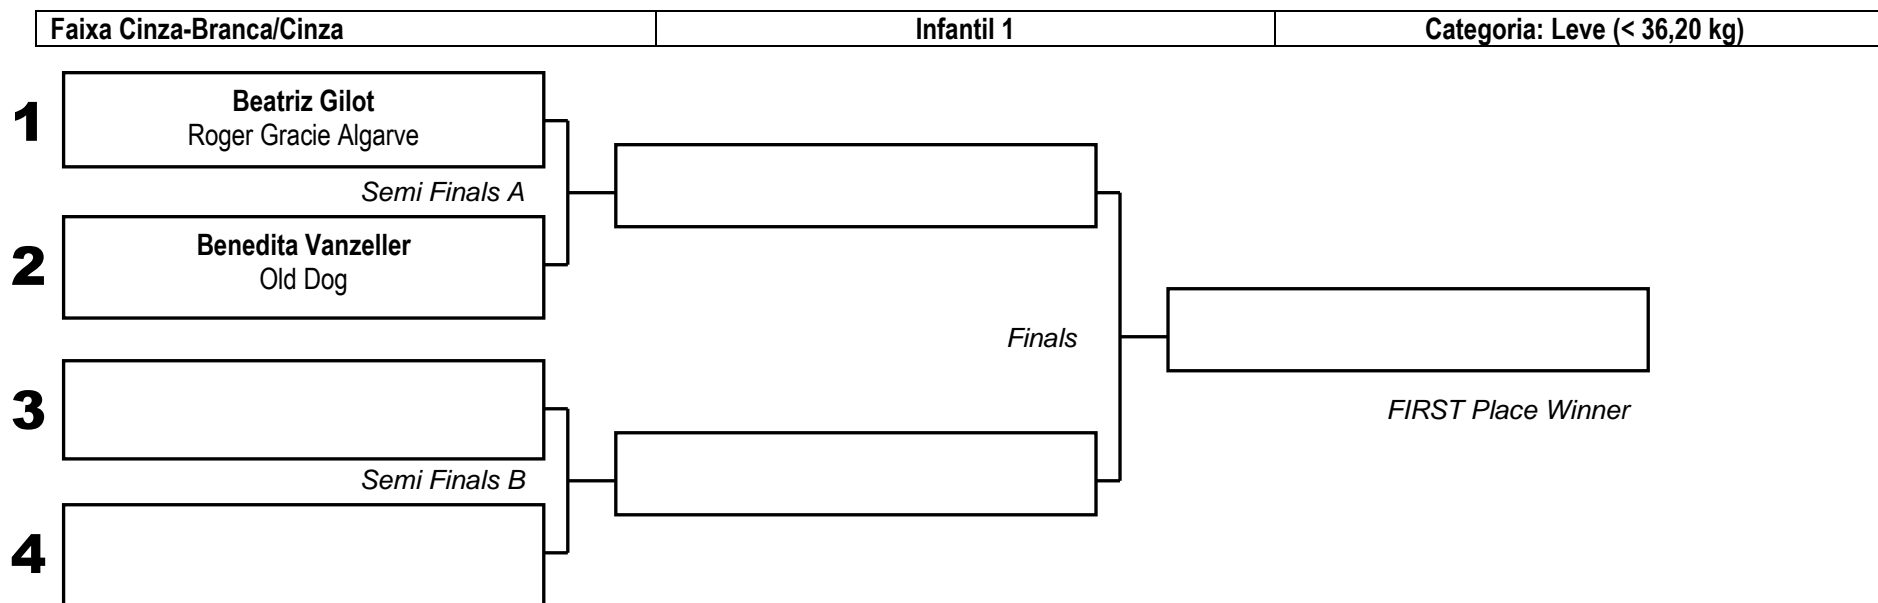 Faixa Cinza-Branca/Cinza Infantil 1 Categoria: Leve (< 36,20 kg)
1 Beatriz Gilot
Roger Gracie Algarve
Semi Finals A
2 Benedita Vanzeller
Old Dog
Finals
3
FIRST Place Winner
Semi Finals B
4